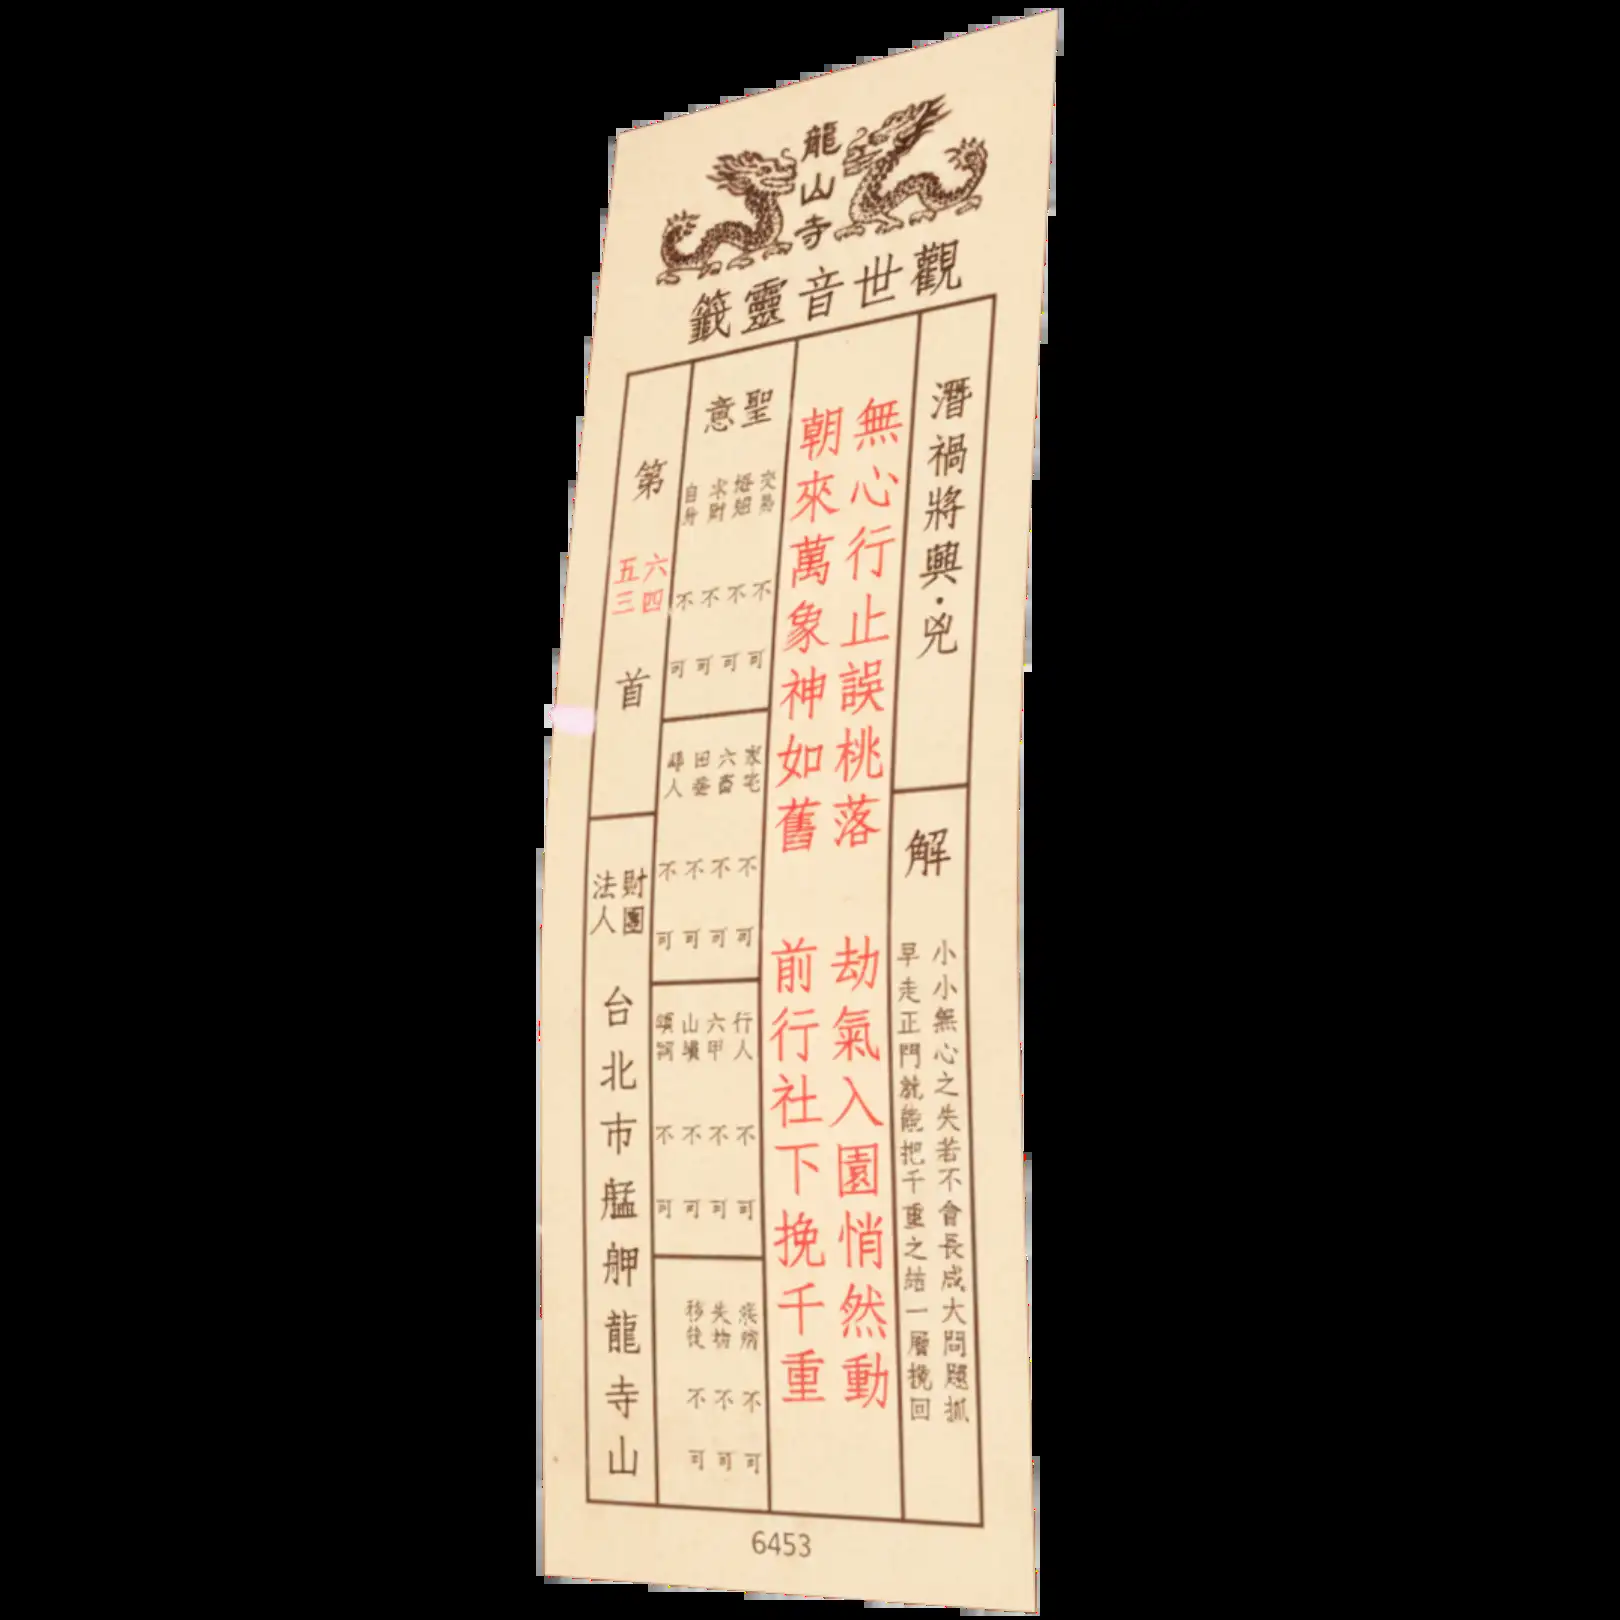 龍山寺
觀世音靈籤
潛禍將興・兇
解
小小無心之失若不會長成大問題抓
早走正門就能把千重之結一層挽回
無心行止誤桃落 劫氣入園悄然動
朝來萬象神如舊 前行社下挽千重
聖意
交易 不可
婚姻 不可
求財 不可
自身 不可
家宅 不可
六畜 不可
田蠶 不可
尋人 不可
行人 不可
六甲 不可
山墳 不可
不可
疾病 不可
失物 不可
移徙 不可
第六四五三首
財團法人 台北市艋舺龍寺山
6453